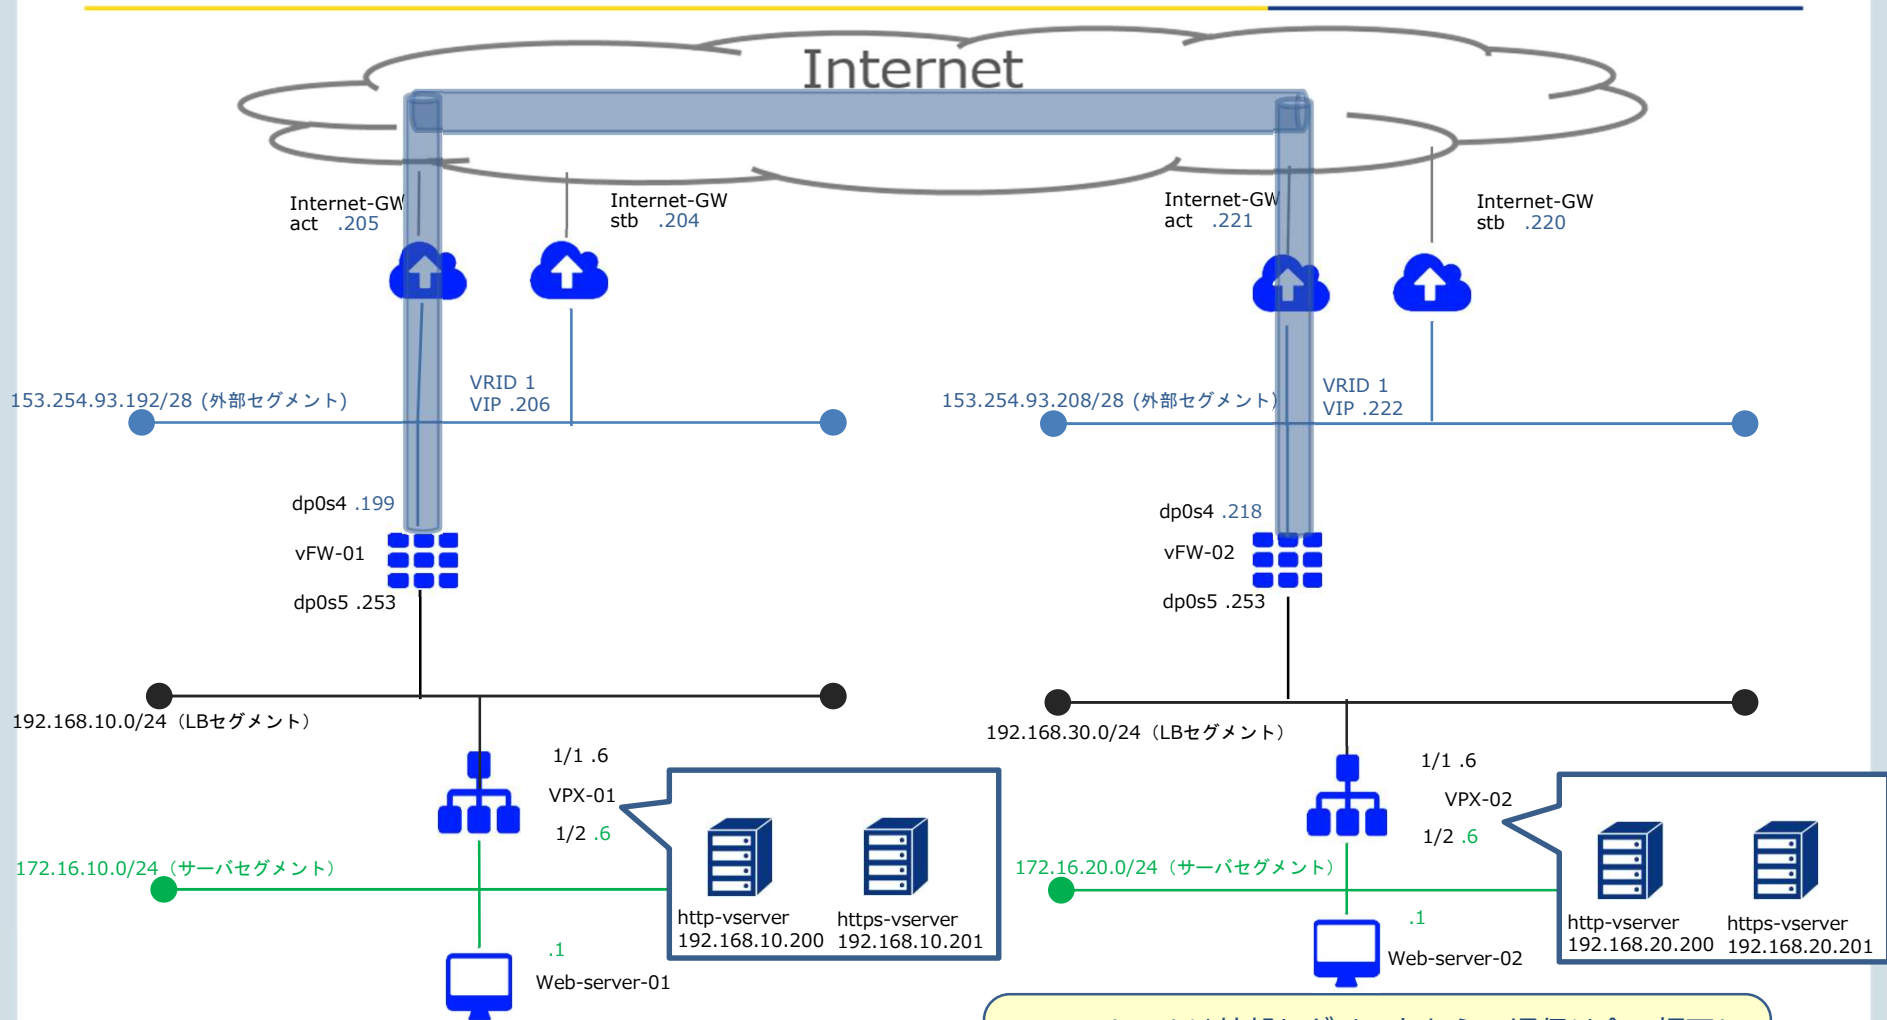 Internet
Internet-GW
act .205
Internet-GW
stb .204
Internet-GW
act .221
Internet-GW
stb .220
153.254.93.192/28 (外部セグメント)
VRID 1
VIP .206
153.254.93.208/28 (外部セグメント)
VRID 1
VIP .222
dp0s4 .199
vFW-01
dp0s5 .253
dp0s4 .218
vFW-02
dp0s5 .253
192.168.10.0/24（LBセグメント）
192.168.30.0/24（LBセグメント）
1/1 .6
VPX-01
1/2 .6
1/1 .6
VPX-02
1/2 .6
172.16.10.0/24（サーバセグメント）
172.16.20.0/24（サーバセグメント）
http-vserver
192.168.10.200
https-vserver
192.168.10.201
http-vserver
192.168.20.200
https-vserver
192.168.20.201
.1
Web-server-01
.1
Web-server-02